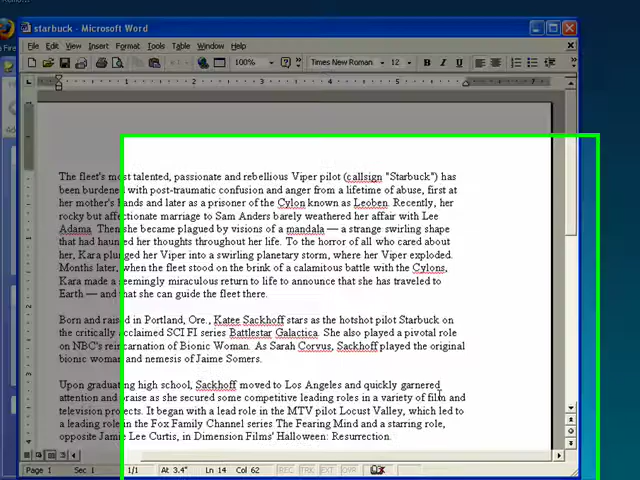 starbuck - Microsoft Word
File Edit View Insert Format Tools Table Window Help
100% Times New Roman 12 B I U
The fleet's most talented, passionate and rebellious Viper pilot (callsign "Starbuck") has
been burdened with post-traumatic confusion and anger from a lifetime of abuse, first at
her mother's hands and later as a prisoner of the Cylon known as Leoben. Recently, her
rocky but affectionate marriage to Sam Anders barely weathered her affair with Lee
Adama. Then she became plagued by visions of a mandala — a strange swirling shape
that had haunted her thoughts throughout her life. To the horror of all who cared about
her, Kara plunged her Viper into a swirling planetary storm, where her Viper exploded.
Months later, when the fleet stood on the brink of a calamitous battle with the Cylons,
Kara made a seemingly miraculous return to life to announce that she has traveled to
Earth — and that she can guide the fleet there.
Born and raised in Portland, Ore., Katee Sackhoff stars as the hotshot pilot Starbuck on
the critically acclaimed SCI FI series Battlestar Galactica. She also played a pivotal role
on NBC's reincarnation of Bionic Woman. As Sarah Corvus, Sackhoff played the original
bionic woman and nemesis of Jaime Somers.
Upon graduating high school, Sackhoff moved to Los Angeles and quickly garnered
attention and praise as she secured some competitive leading roles in a variety of film and
television projects. It began with a lead role in the MTV pilot Locust Valley, which led to
a leading role in the Fox Family Channel series The Fearing Mind and a starring role,
opposite Jamie Lee Curtis, in Dimension Films' Halloween: Resurrection.
Page 1 Sec 1 1/1 At 3.4" Ln 14 Col 62 REC TRK EXT OVR